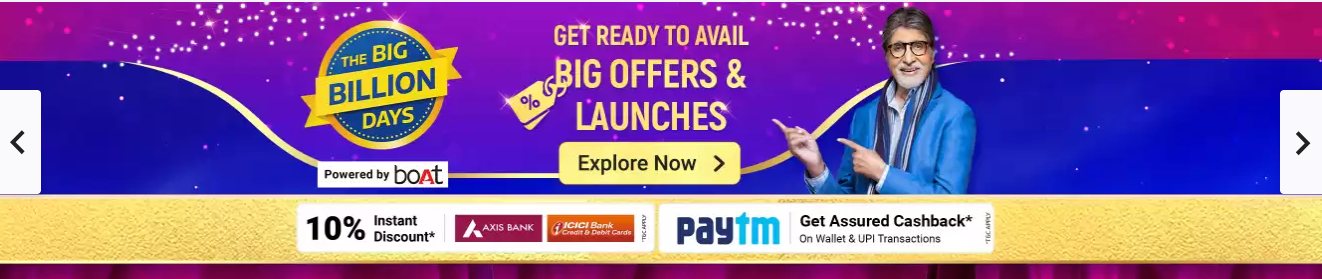 THE BIG
BILLION
DAYS
Powered by boAt
GET READY TO AVAIL
%
BIG OFFERS &
LAUNCHES
Explore Now
10% Instant
Discount*
AXIS BANK
ICICI Bank
Credit & Debit Cards
*T&C APPLY
paytm
Get Assured Cashback*
On Wallet & UPI Transactions
*T&C APPLY